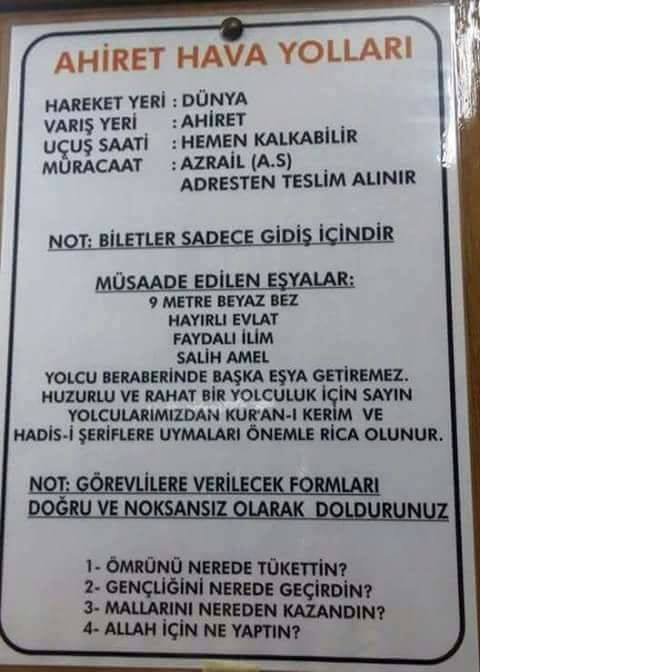 AHİRET HAVA YOLLARI
HAREKET YERİ : DÜNYA
VARIŞ YERİ : AHİRET
UÇUŞ SAATİ : HEMEN KALKABİLİR
MÜRACAAT : AZRAİL (A.S)
ADRESTEN TESLİM ALINIR
NOT: BİLETLER SADECE GİDİŞ İÇİNDİR
MÜSAADE EDİLEN EŞYALAR:
9 METRE BEYAZ BEZ
HAYIRLI EVLAT
FAYDALI İLİM
SALİH AMEL
YOLCU BERABERİNDE BAŞKA EŞYA GETİREMEZ.
HUZURLU VE RAHAT BİR YOLCULUK İÇİN SAYIN
YOLCULARIMIZDAN KUR'AN-I KERİM VE
HADİS-İ ŞERİFLERE UYMALARI ÖNEMLE RİCA OLUNUR.
NOT: GÖREVLİLERE VERİLECEK FORMLARI
DOĞRU VE NOKSANSIZ OLARAK DOLDURUNUZ
1- ÖMRÜNÜ NEREDE TÜKETTİN?
2- GENÇLİĞİNİ NEREDE GEÇİRDİN?
3- MALLARINI NEREDEN KAZANDIN?
4- ALLAH İÇİN NE YAPTIN?